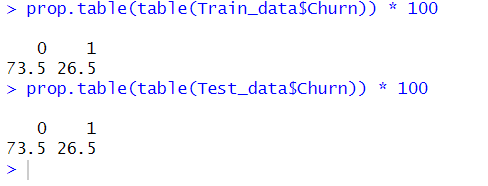 > prop.table(table(Train_data$Churn)) * 100
0 1
73.5 26.5
> prop.table(table(Test_data$Churn)) * 100
0 1
73.5 26.5
>